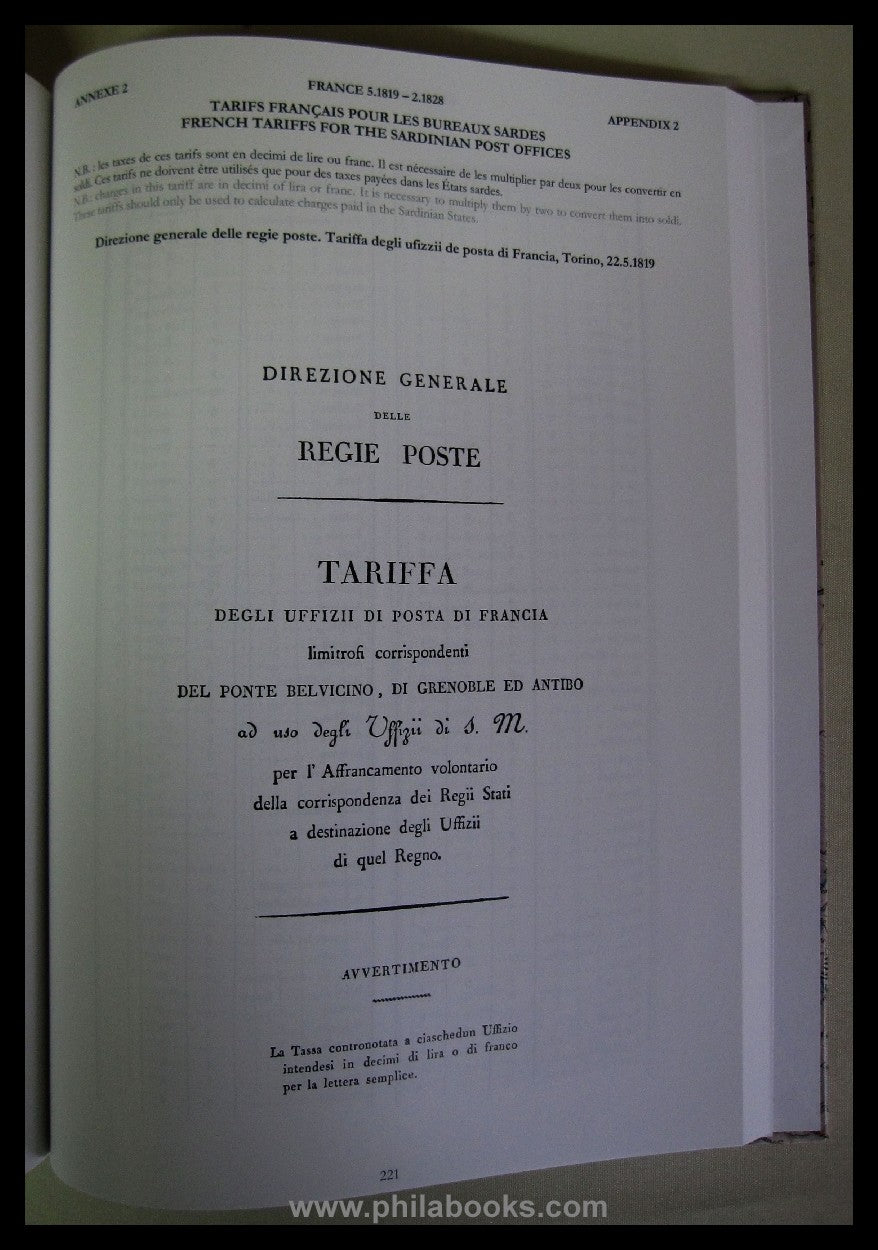 ANNEXE 2
FRANCE 5.1819 – 2.1828
APPENDIX 2
TARIFS FRANÇAIS POUR LES BUREAUX SARDES
FRENCH TARIFFS FOR THE SARDINIAN POST OFFICES
N.B. : les taxes de ces tarifs sont en decimi de lire ou franc. Il est nécessaire de les multiplier par deux pour les convertir en
soldi. Ces tarifs ne doivent être utilisés que pour des taxes payées dans les États sardes.
N.B.: charges in this tariff are in decimi of lira or franc. It is necessary to multiply them by two to convert them into soldi.
These tariffs should only be used to calculate charges paid in the Sardinian States.
Direzione generale delle regie poste. Tariffa degli ufizzii de posta di Francia, Torino, 22.5.1819
DIREZIONE GENERALE
DELLE
REGIE POSTE
TARIFFA
DEGLI UFFIZII DI POSTA DI FRANCIA
limitrofi corrispondenti
DEL PONTE BELVICINO, DI GRENOBLE ED ANTIBO
ad uso degli Uffizii di S. M.
per l' Affrancamento volontario
della corrispondenza dei Regii Stati
a destinazione degli Uffizii
di quel Regno.
AVVERTIMENTO
La Tassa contronotata a ciaschedun Uffizio
intendesi in decimi di lira o di franco
per la lettera semplice.
221
www.philabooks.com